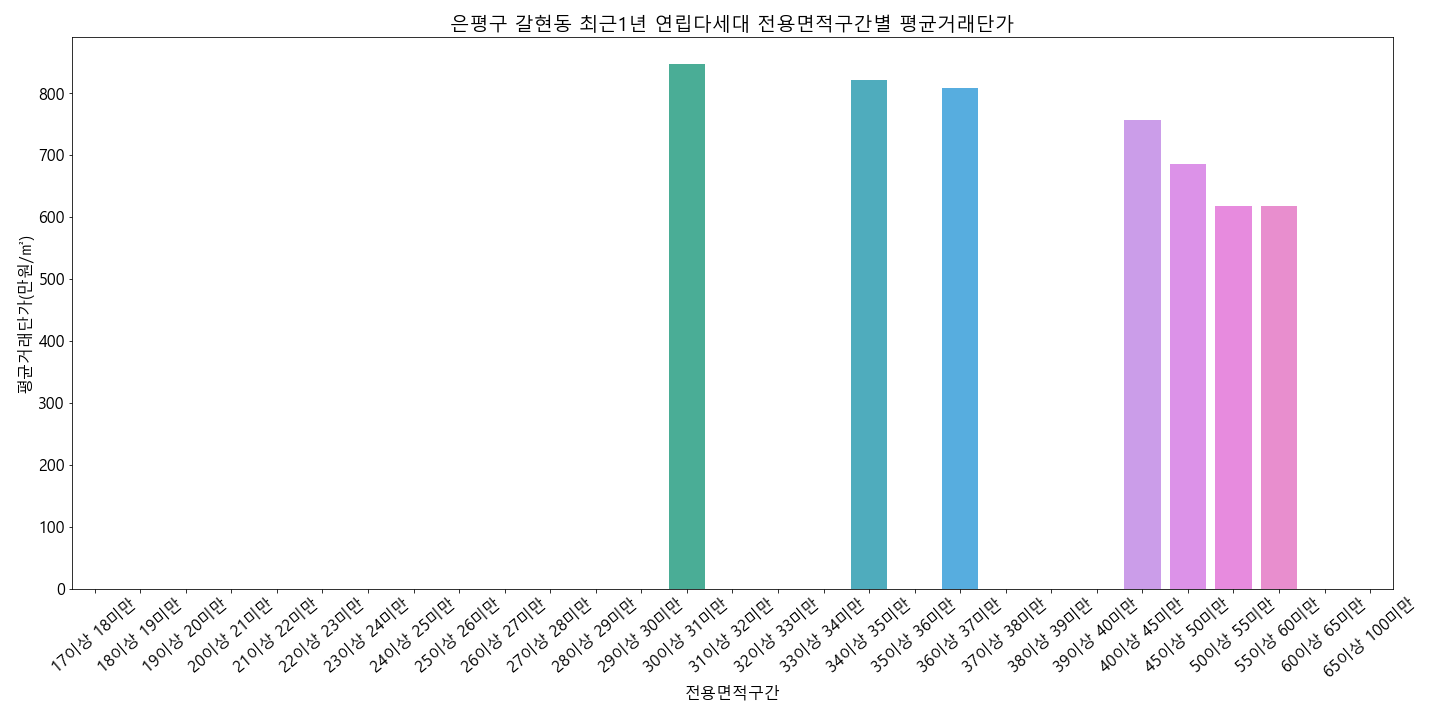 은평구 갈현동 최근1년 연립다세대 전용면적구간별 평균거래단가
평균거래단가(만원/㎡)
800
700
600
500
400
300
200
100
0
17이상 18미만
18이상 19미만
19이상 20미만
20이상 21미만
21이상 22미만
22이상 23미만
23이상 24미만
24이상 25미만
25이상 26미만
26이상 27미만
27이상 28미만
28이상 29미만
29이상 30미만
30이상 31미만
31이상 32미만
32이상 33미만
33이상 34미만
34이상 35미만
35이상 36미만
36이상 37미만
37이상 38미만
38이상 39미만
39이상 40미만
40이상 45미만
45이상 50미만
50이상 55미만
55이상 60미만
60이상 65미만
65이상 100미만
전용면적구간